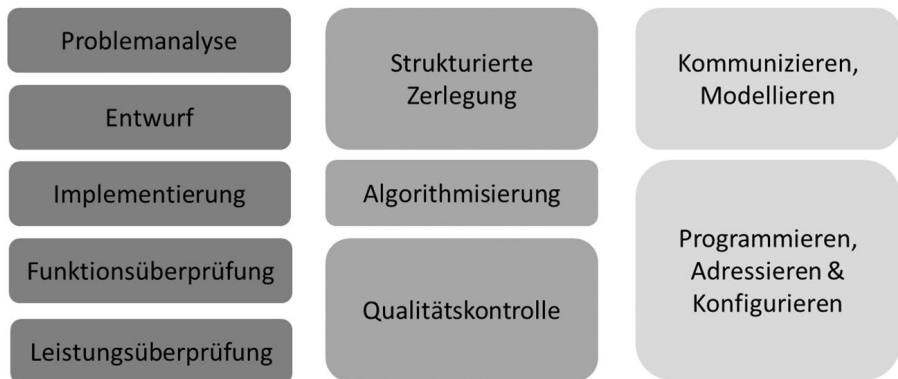 Problemanalyse
Entwurf
Implementierung
Funktionsüberprüfung
Leistungsüberprüfung
Strukturierte
Zerlegung
Algorithmisierung
Qualitätskontrolle
Kommunizieren,
Modellieren
Programmieren,
Adressieren &
Konfigurieren